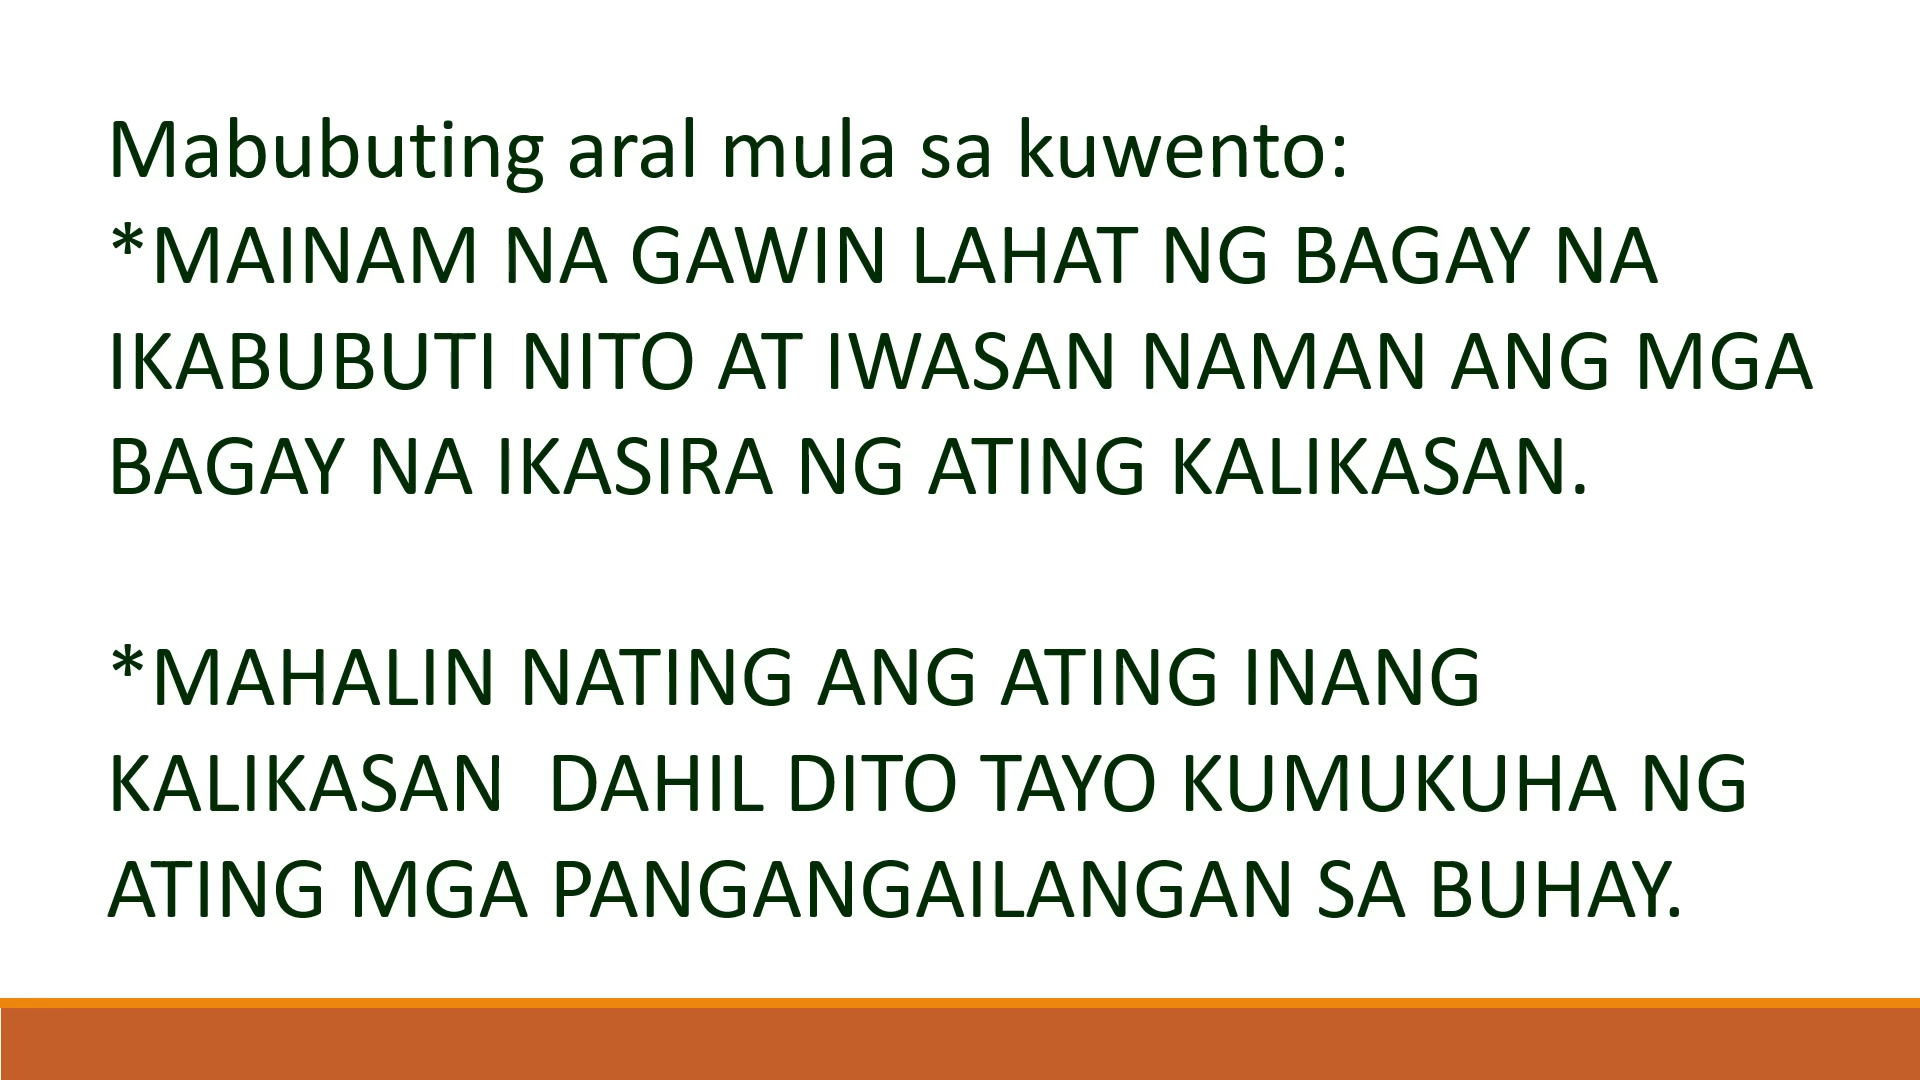 Mabubuting aral mula sa kuwento:
*MAINAM NA GAWIN LAHAT NG BAGAY NA
IKABUBUTI NITO AT IWASAN NAMAN ANG MGA
BAGAY NA IKASIRA NG ATING KALIKASAN.
*MAHALIN NATING ANG ATING INANG
KALIKASAN  DAHIL DITO TAYO KUMUKUHA NG
ATING MGA PANGANGAILANGAN SA BUHAY.